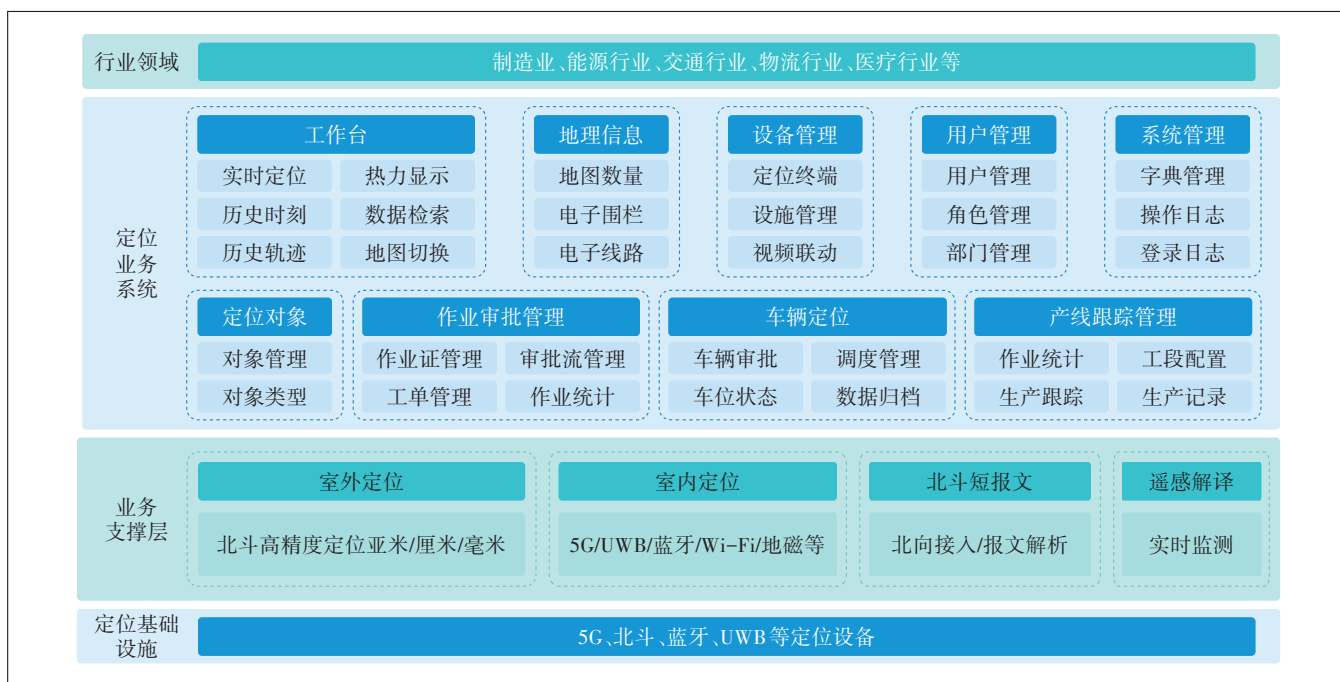 行业领域
制造业、能源行业、交通行业、物流行业、医疗行业等
定位
业务
系统
工作台
实时定位
热力显示
历史时刻
数据检索
历史轨迹
地图切换
地理信息
地图数量
电子围栏
电子线路
设备管理
定位终端
设施管理
视频联动
用户管理
用户管理
角色管理
部门管理
系统管理
字典管理
操作日志
登录日志
定位对象
对象管理
对象类型
作业审批管理
作业证管理
审批流管理
工单管理
作业统计
车辆定位
车辆审批
调度管理
车位状态
数据归档
产线跟踪管理
作业统计
工段配置
生产跟踪
生产记录
业务
支撑层
室外定位
北斗高精度定位亚米/厘米/毫米
室内定位
5G/UWB/蓝牙/Wi-Fi/地磁等
北斗短报文
北向接入/报文解析
遥感解译
实时监测
定位基础
设施
5G、北斗、蓝牙、UWB等定位设备